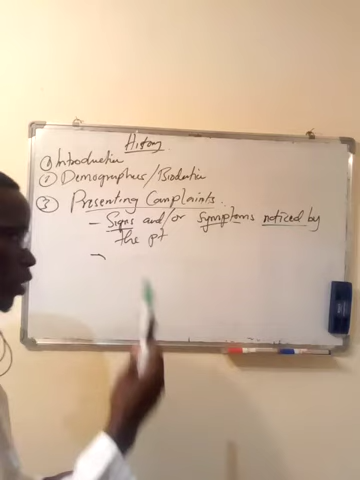 History
① Introduction
② Demographics/Biodata
③ Presenting Complaints.
- Signs and/or symptoms noticed by
the pt